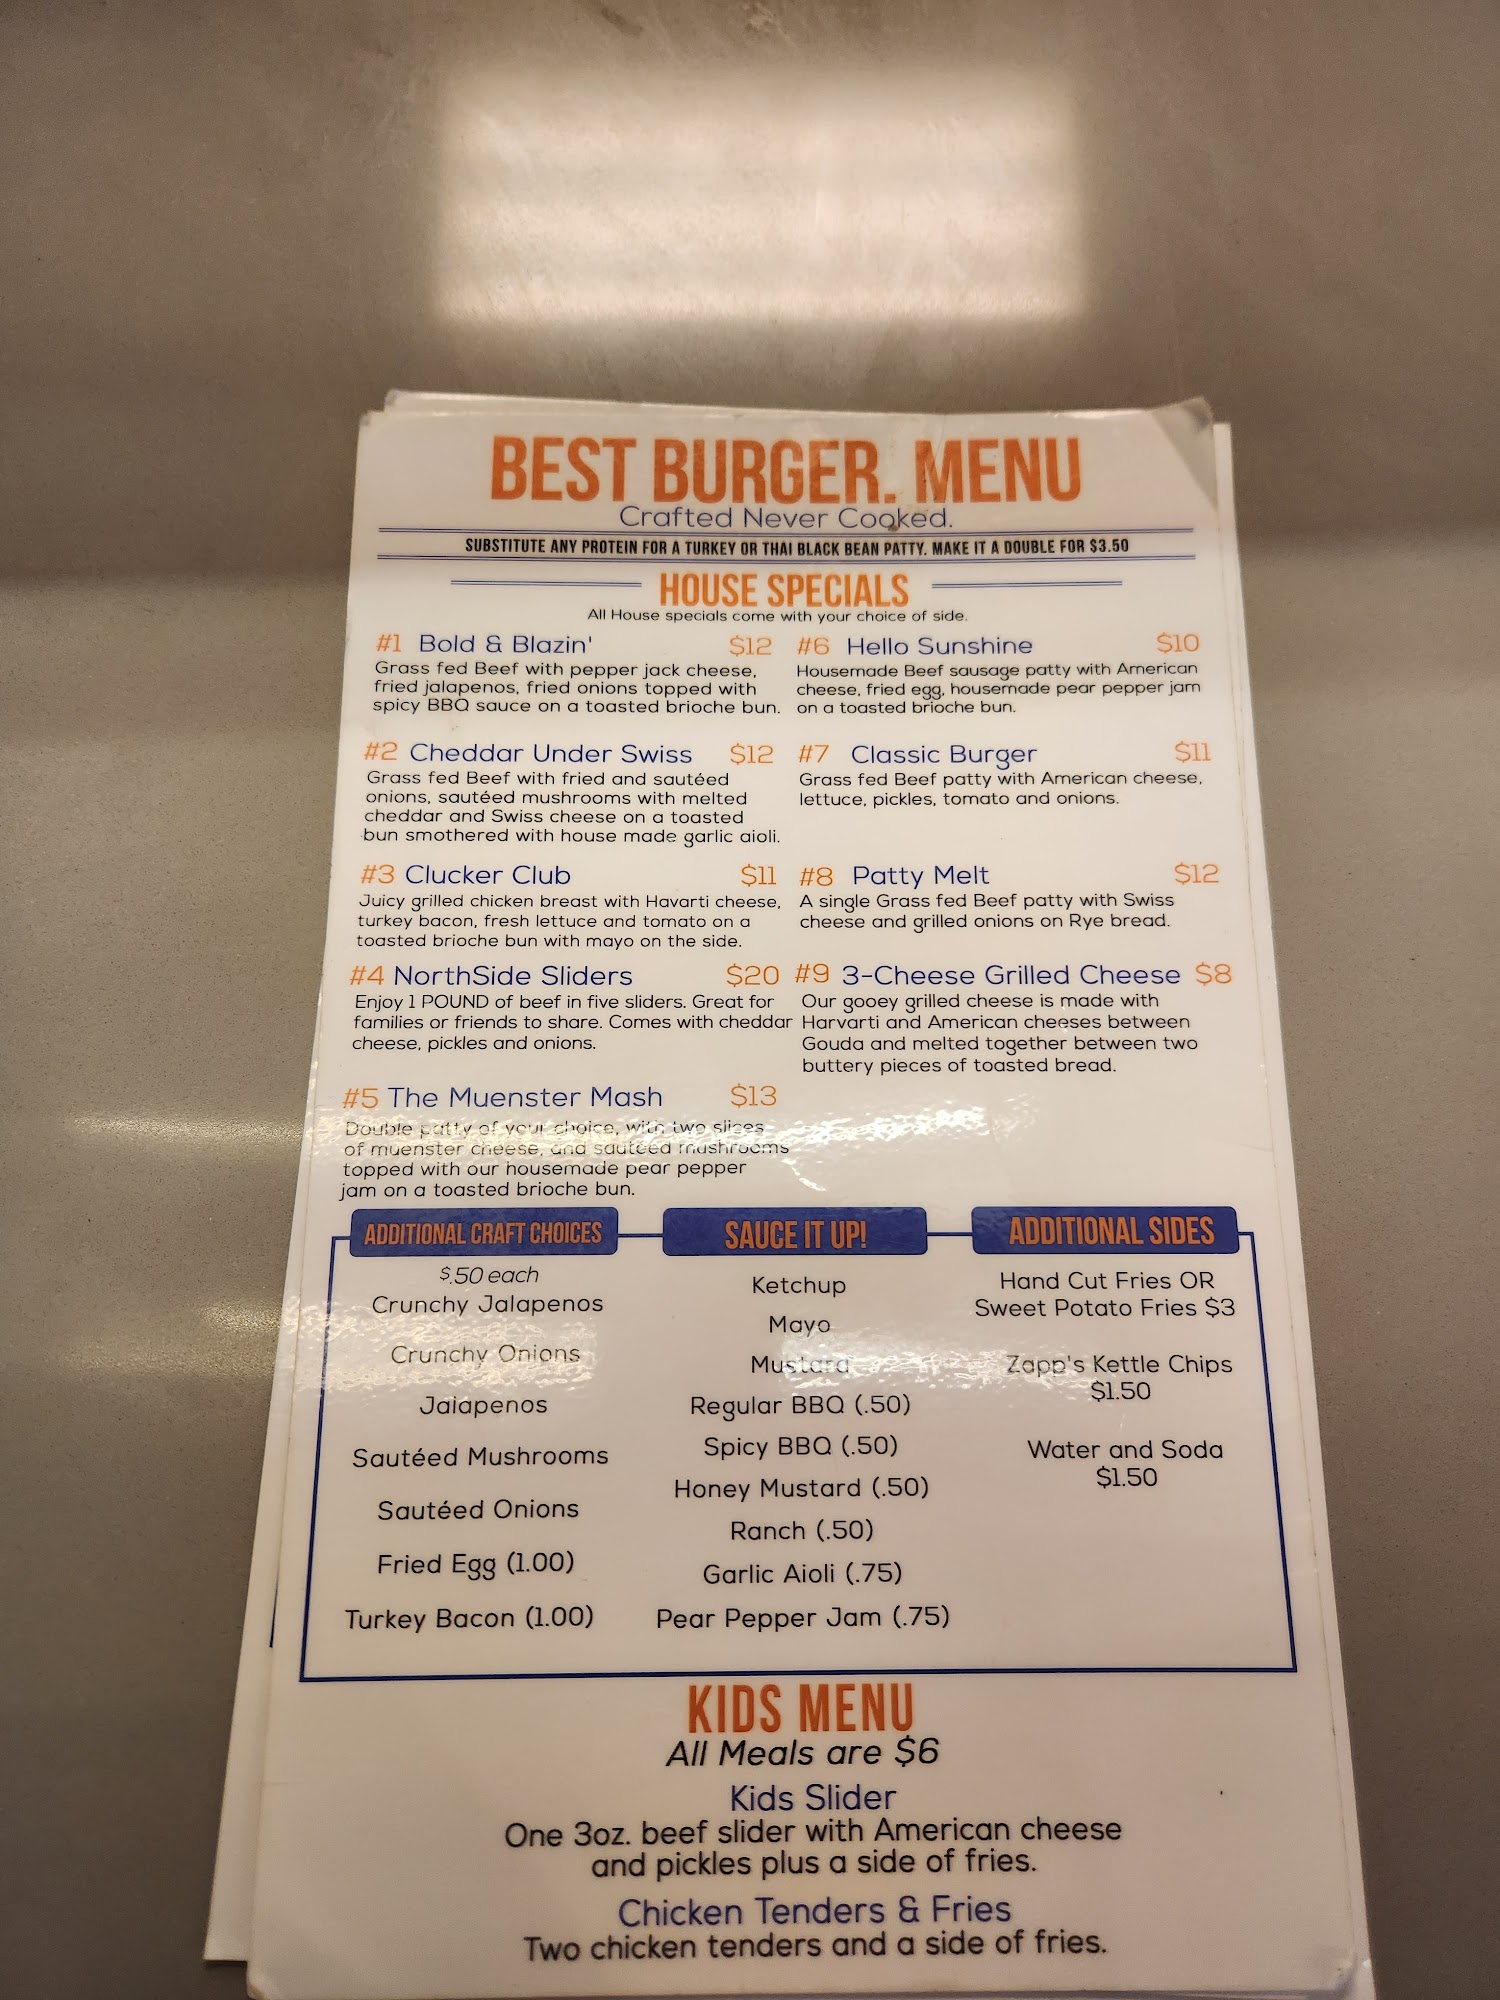 BEST BURGER. MENU
Crafted Never Cooked.
SUBSTITUTE ANY PROTEIN FOR A TURKEY OR THAI BLACK BEAN PATTY. MAKE IT A DOUBLE FOR $3.50
HOUSE SPECIALS
All House specials come with your choice of side.
#1 Bold & Blazin' $12
Grass fed Beef with pepper jack cheese,
fried jalapenos, fried onions topped with
spicy BBQ sauce on a toasted brioche bun.
#2 Cheddar Under Swiss $12
Grass fed Beef with fried and sautéed
onions, sautéed mushrooms with melted
cheddar and Swiss cheese on a toasted
bun smothered with house made garlic aioli.
#3 Clucker Club $11
Juicy grilled chicken breast with Havarti cheese,
turkey bacon, fresh lettuce and tomato on a
toasted brioche bun with mayo on the side.
#4 NorthSide Sliders $20
Enjoy 1 POUND of beef in five sliders. Great for
families or friends to share. Comes with cheddar
cheese, pickles and onions.
#5 The Muenster Mash $13
Double patty of your choice, with two slices
of muenster cheese, and sautéed mushrooms
topped with our housemade pear pepper
jam on a toasted brioche bun.
#6 Hello Sunshine $10
Housemade Beef sausage patty with American
cheese, fried egg, housemade pear pepper jam
on a toasted brioche bun.
#7 Classic Burger $11
Grass fed Beef patty with American cheese,
lettuce, pickles, tomato and onions.
#8 Patty Melt $12
A single Grass fed Beef patty with Swiss
cheese and grilled onions on Rye bread.
#9 3-Cheese Grilled Cheese $8
Our gooey grilled cheese is made with
Harvarti and American cheeses between
Gouda and melted together between two
buttery pieces of toasted bread.
ADDITIONAL CRAFT CHOICES
$.50 each
Crunchy Jalapenos
Crunchy Onions
Jalapenos
Sautéed Mushrooms
Sautéed Onions
Fried Egg (1.00)
Turkey Bacon (1.00)
SAUCE IT UP!
Ketchup
Mayo
Mustard
Regular BBQ (.50)
Spicy BBQ (.50)
Honey Mustard (.50)
Ranch (.50)
Garlic Aioli (.75)
Pear Pepper Jam (.75)
ADDITIONAL SIDES
Hand Cut Fries OR
Sweet Potato Fries $3
Zapp's Kettle Chips
$1.50
Water and Soda
$1.50
KIDS MENU
All Meals are $6
Kids Slider
One 3oz. beef slider with American cheese
and pickles plus a side of fries.
Chicken Tenders & Fries
Two chicken tenders and a side of fries.